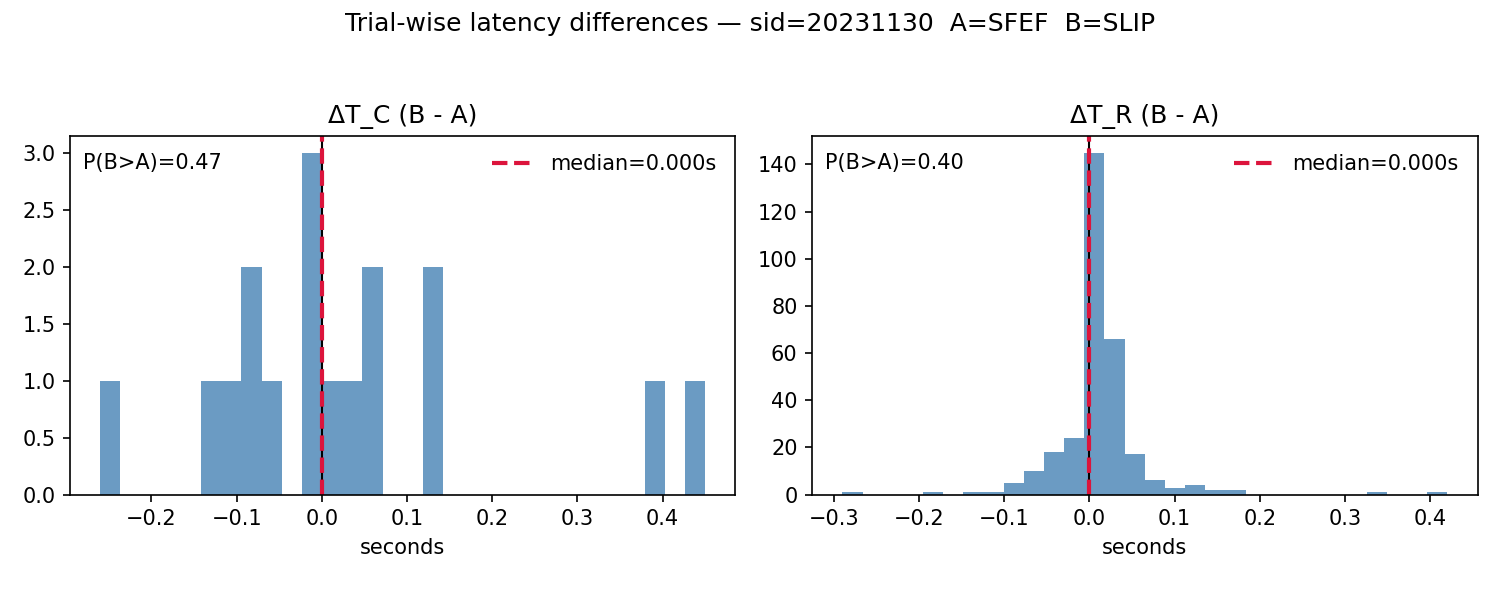 Trial-wise latency differences — sid=20231130  A=SFEF  B=SLIP
ΔT_C (B - A)
P(B>A)=0.47
median=0.000s
3.0
2.5
2.0
1.5
1.0
0.5
0.0
−0.2 −0.1 0.0 0.1 0.2 0.3 0.4
seconds
ΔT_R (B - A)
P(B>A)=0.40
median=0.000s
140
120
100
80
60
40
20
0
−0.3 −0.2 −0.1 0.0 0.1 0.2 0.3 0.4
seconds